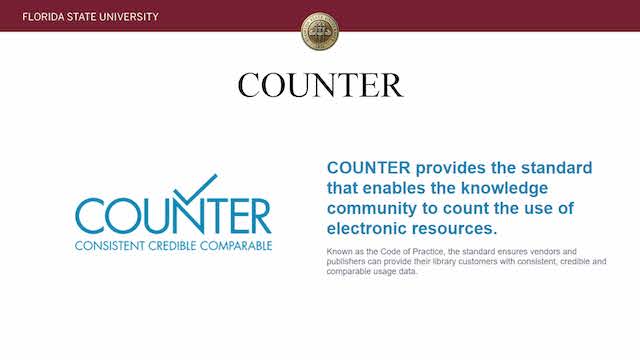 FLORIDA STATE UNIVERSITY
COUNTER
COUNTER
CONSISTENT CREDIBLE COMPARABLE
COUNTER provides the standard
that enables the knowledge
community to count the use of
electronic resources.
Known as the Code of Practice, the standard ensures vendors and
publishers can provide their library customers with consistent, credible and
comparable usage data.